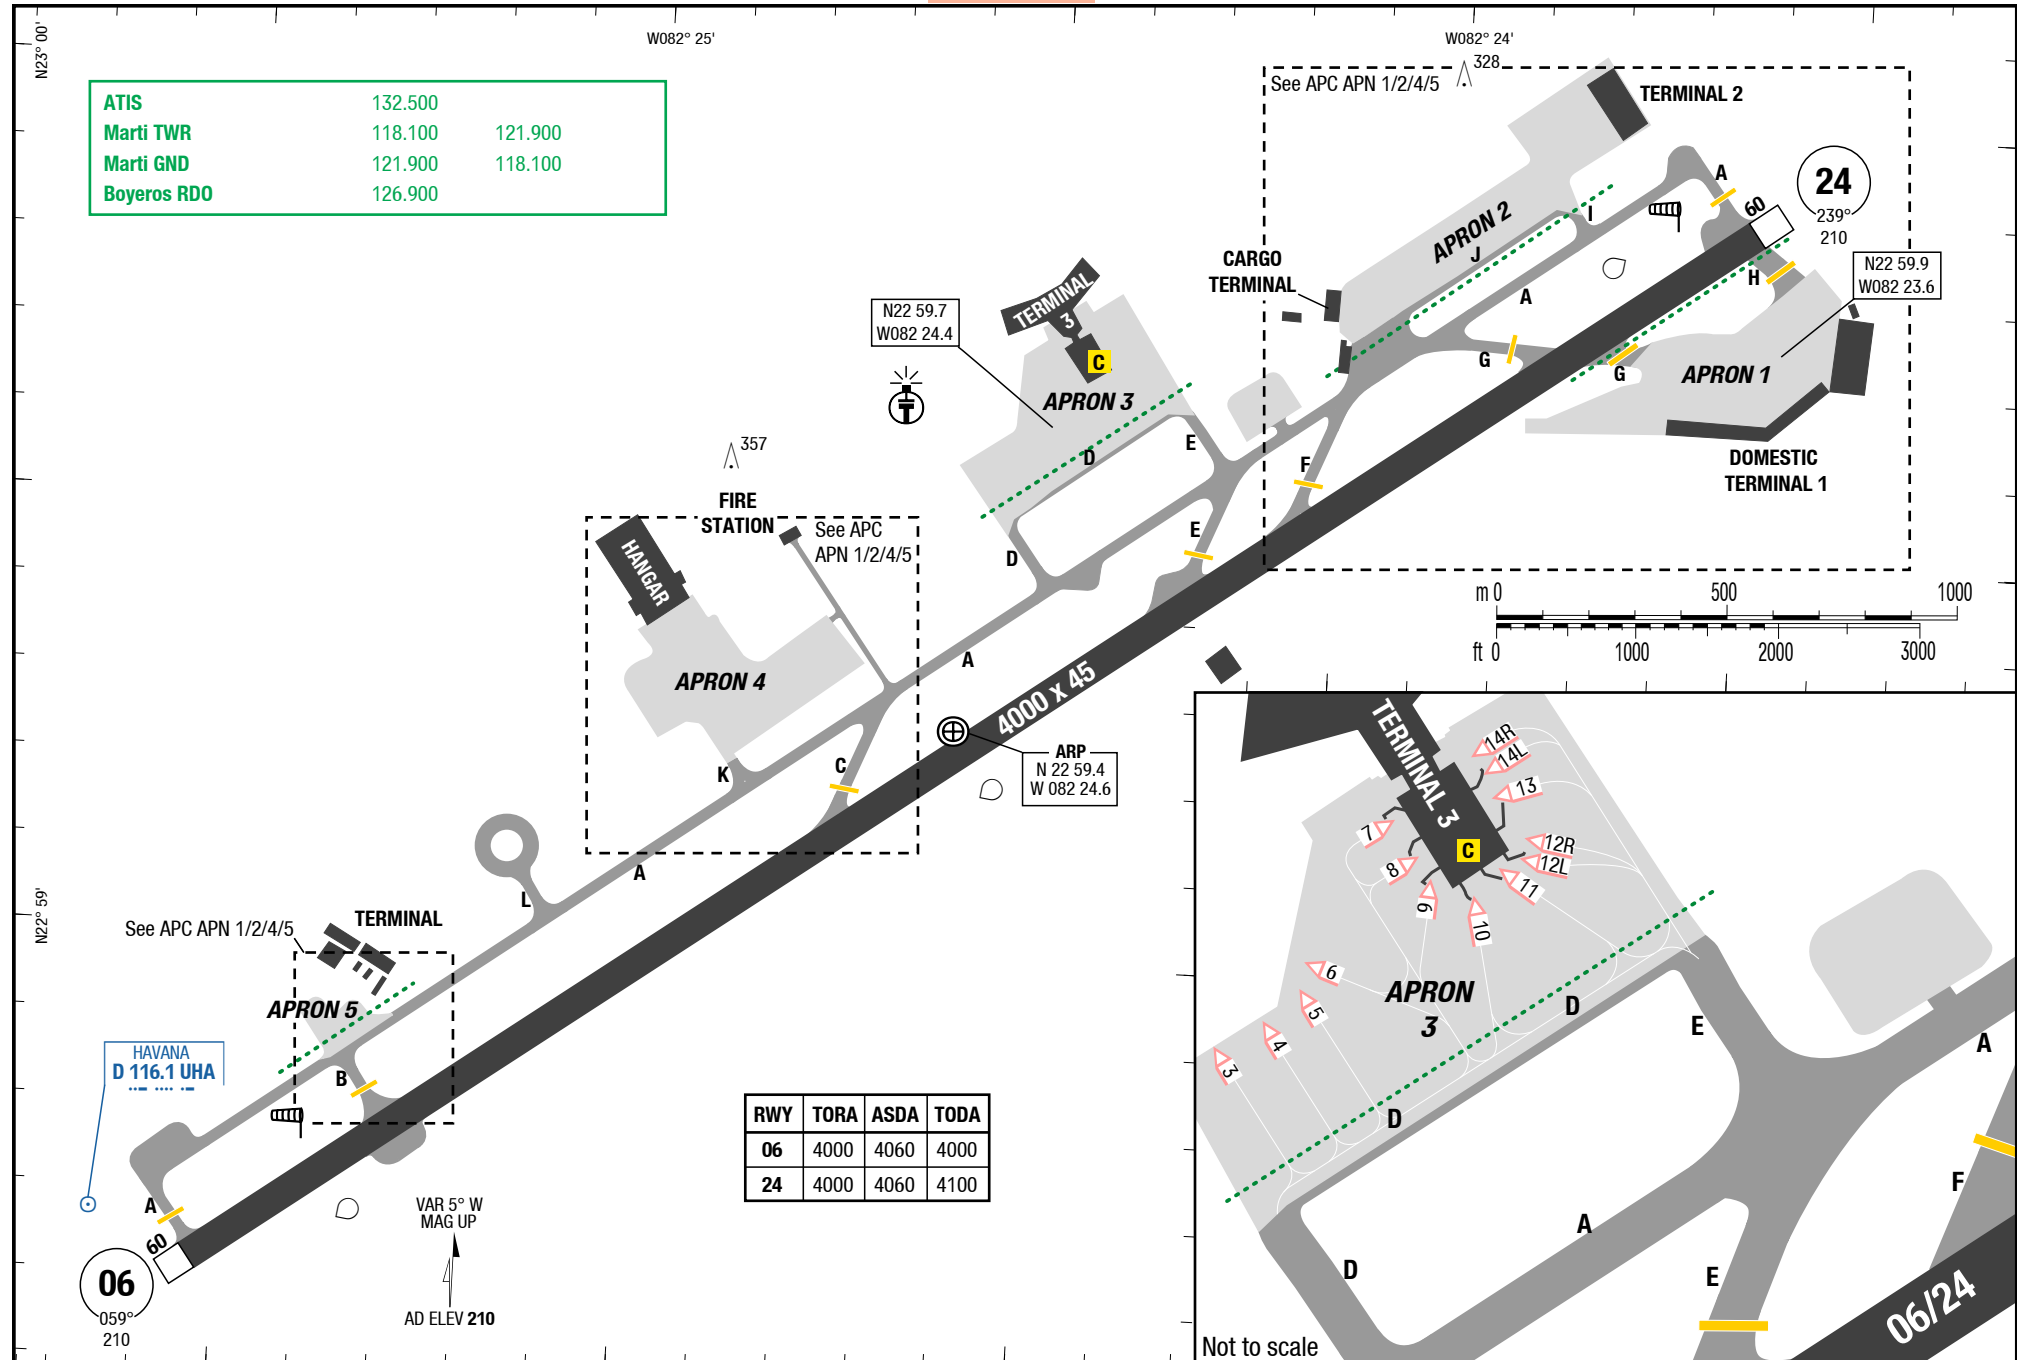 W082° 25'
W082° 24'
N23° 00'
ATIS 132.500
Marti TWR 118.100 121.900
Marti GND 121.900 118.100
Boyeros RDO 126.900
See APC APN 1/2/4/5
328
TERMINAL 2
A
24
239°
210
60
I
APRON 2
J
CARGO
TERMINAL
H
N22 59.9
W082 23.6
A
G
G
APRON 1
DOMESTIC
TERMINAL 1
N22 59.7
W082 24.4
TERMINAL
3
C
APRON 3
D
E
F
E
D
357
FIRE
STATION
See APC
APN 1/2/4/5
HANGAR
APRON 4
A
4000 x 45
K
C
ARP
N 22 59.4
W 082 24.6
A
L
N22° 59'
See APC APN 1/2/4/5
TERMINAL
APRON 5
B
HAVANA
D 116.1 UHA
A
60
06
059°
210
VAR 5° W
MAG UP
AD ELEV 210
RWY TORA ASDA TODA
06 4000 4060 4000
24 4000 4060 4100
m 0 500 1000
ft 0 1000 2000 3000
TERMINAL 3
C
14R
14L
13
12R
12L
11
10
9
8
7
6
5
4
3
APRON
3
D
D
E
A
F
A
D
E
06/24
Not to scale